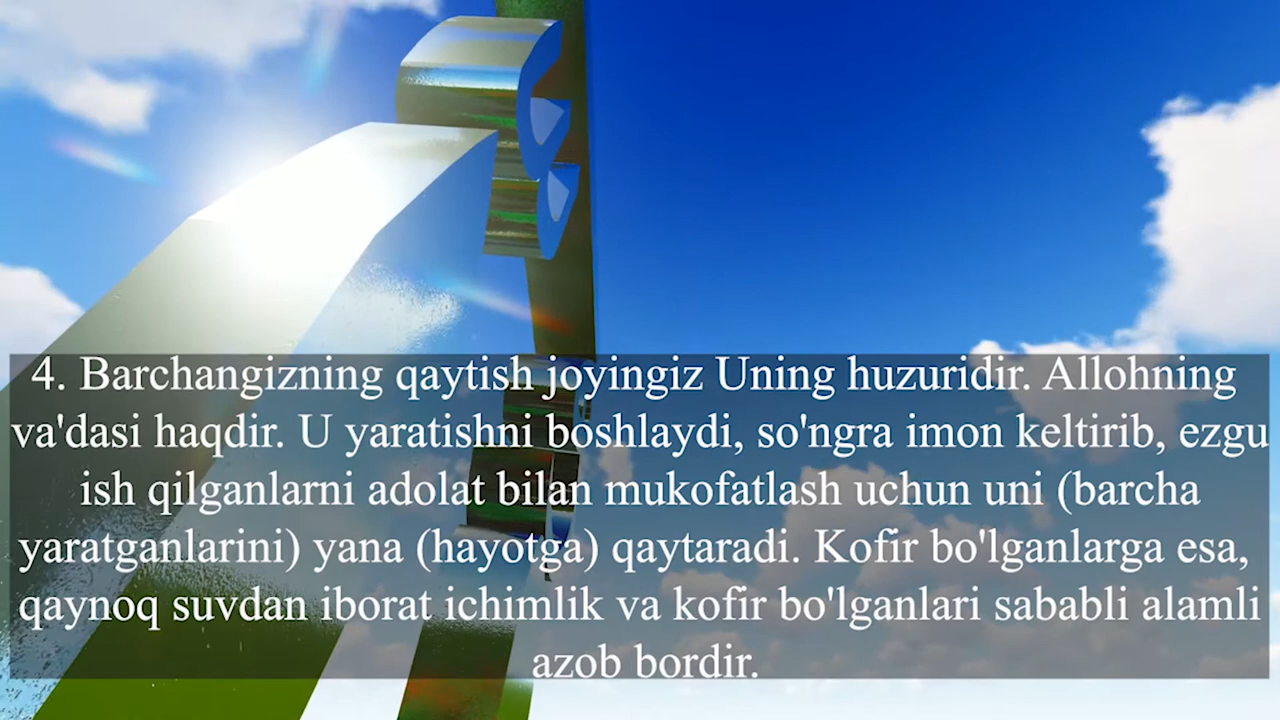 4. Barchangizning qaytish joyingiz Uning huzuridir. Allohning
va'dasi haqdir. U yaratishni boshlaydi, so'ngra imon keltirib, ezgu
ish qilganlarni adolat bilan mukofatlash uchun uni (barcha
yaratganlarini) yana (hayotga) qaytaradi. Kofir bo'lganlarga esa,
qaynoq suvdan iborat ichimlik va kofir bo'lganlari sababli alamli
azob bordir.